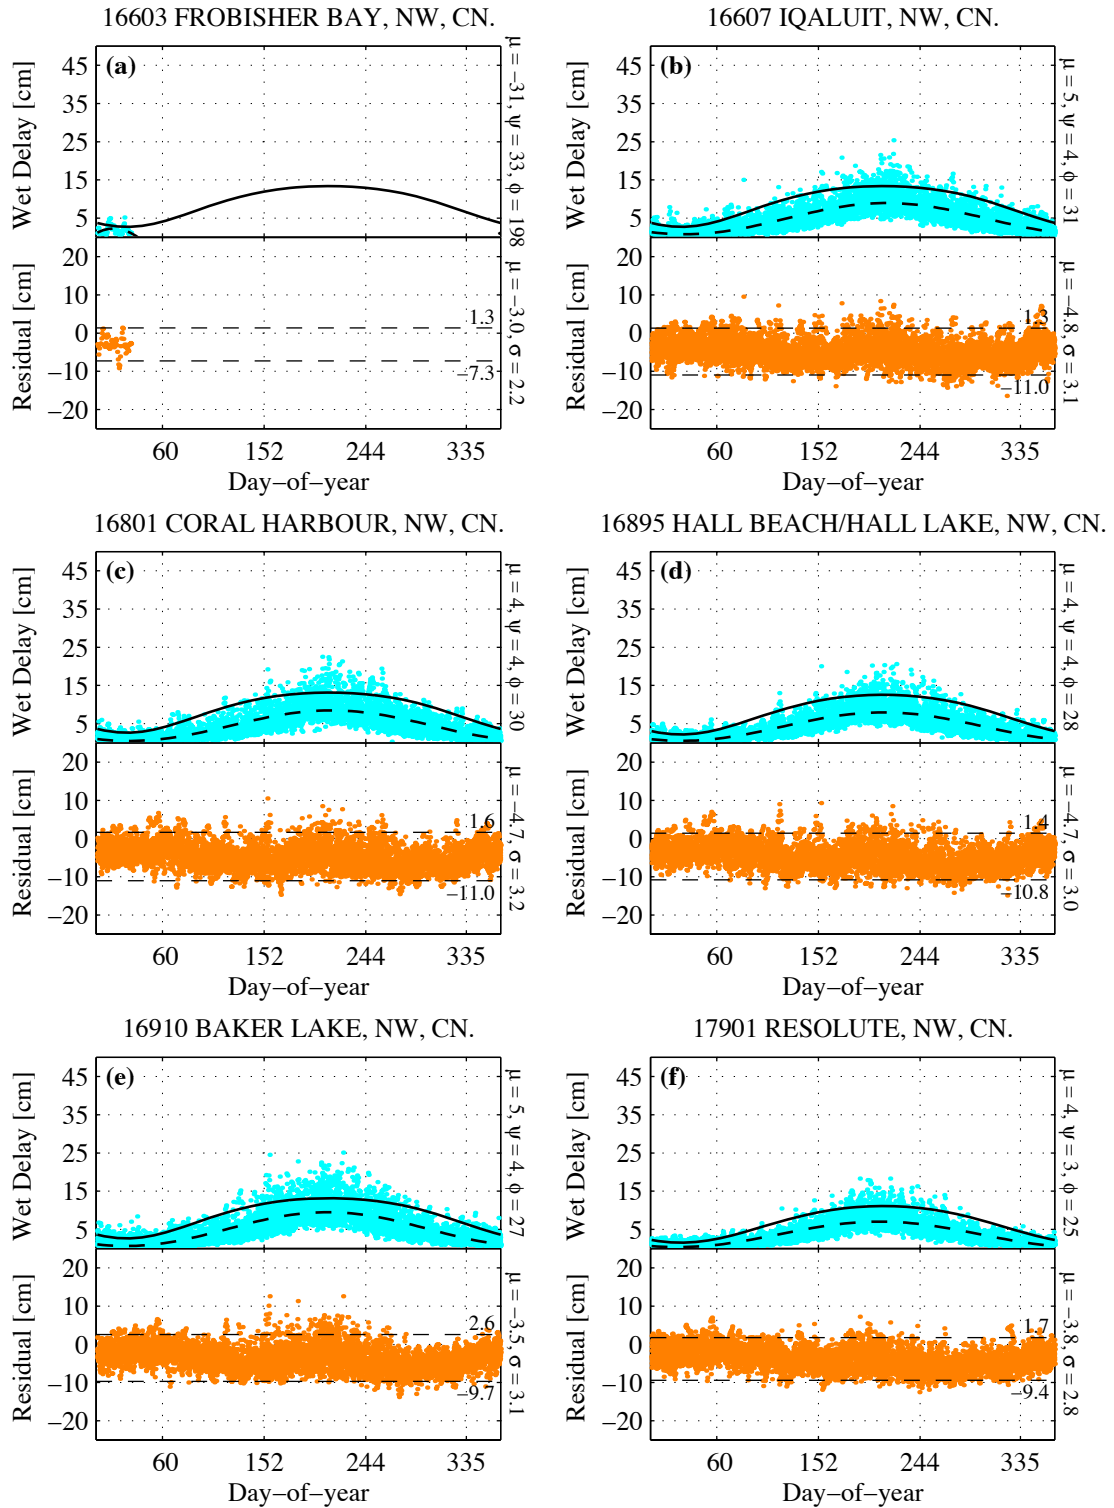 16603 FROBISHER BAY, NW, CN.
(a)
Wet Delay [cm]
45
35
25
15
5
μ = −31, ψ = 33, φ = 198
Residual [cm]
20
10
0
−10
−20
1.3
−7.3
μ = −3.0, σ = 2.2
60 152 244 335
Day−of−year
16607 IQALUIT, NW, CN.
(b)
Wet Delay [cm]
45
35
25
15
5
μ = 5, ψ = 4, φ = 31
Residual [cm]
20
10
0
−10
−20
1.3
−11.0
μ = −4.8, σ = 3.1
60 152 244 335
Day−of−year
16801 CORAL HARBOUR, NW, CN.
(c)
Wet Delay [cm]
45
35
25
15
5
μ = 4, ψ = 4, φ = 30
Residual [cm]
20
10
0
−10
−20
1.6
−11.0
μ = −4.7, σ = 3.2
60 152 244 335
Day−of−year
16895 HALL BEACH/HALL LAKE, NW, CN.
(d)
Wet Delay [cm]
45
35
25
15
5
μ = 4, ψ = 4, φ = 28
Residual [cm]
20
10
0
−10
−20
1.4
−10.8
μ = −4.7, σ = 3.0
60 152 244 335
Day−of−year
16910 BAKER LAKE, NW, CN.
(e)
Wet Delay [cm]
45
35
25
15
5
μ = 5, ψ = 4, φ = 27
Residual [cm]
20
10
0
−10
−20
2.6
−9.7
μ = −3.5, σ = 3.1
60 152 244 335
Day−of−year
17901 RESOLUTE, NW, CN.
(f)
Wet Delay [cm]
45
35
25
15
5
μ = 4, ψ = 3, φ = 25
Residual [cm]
20
10
0
−10
−20
1.7
−9.4
μ = −3.8, σ = 2.8
60 152 244 335
Day−of−year